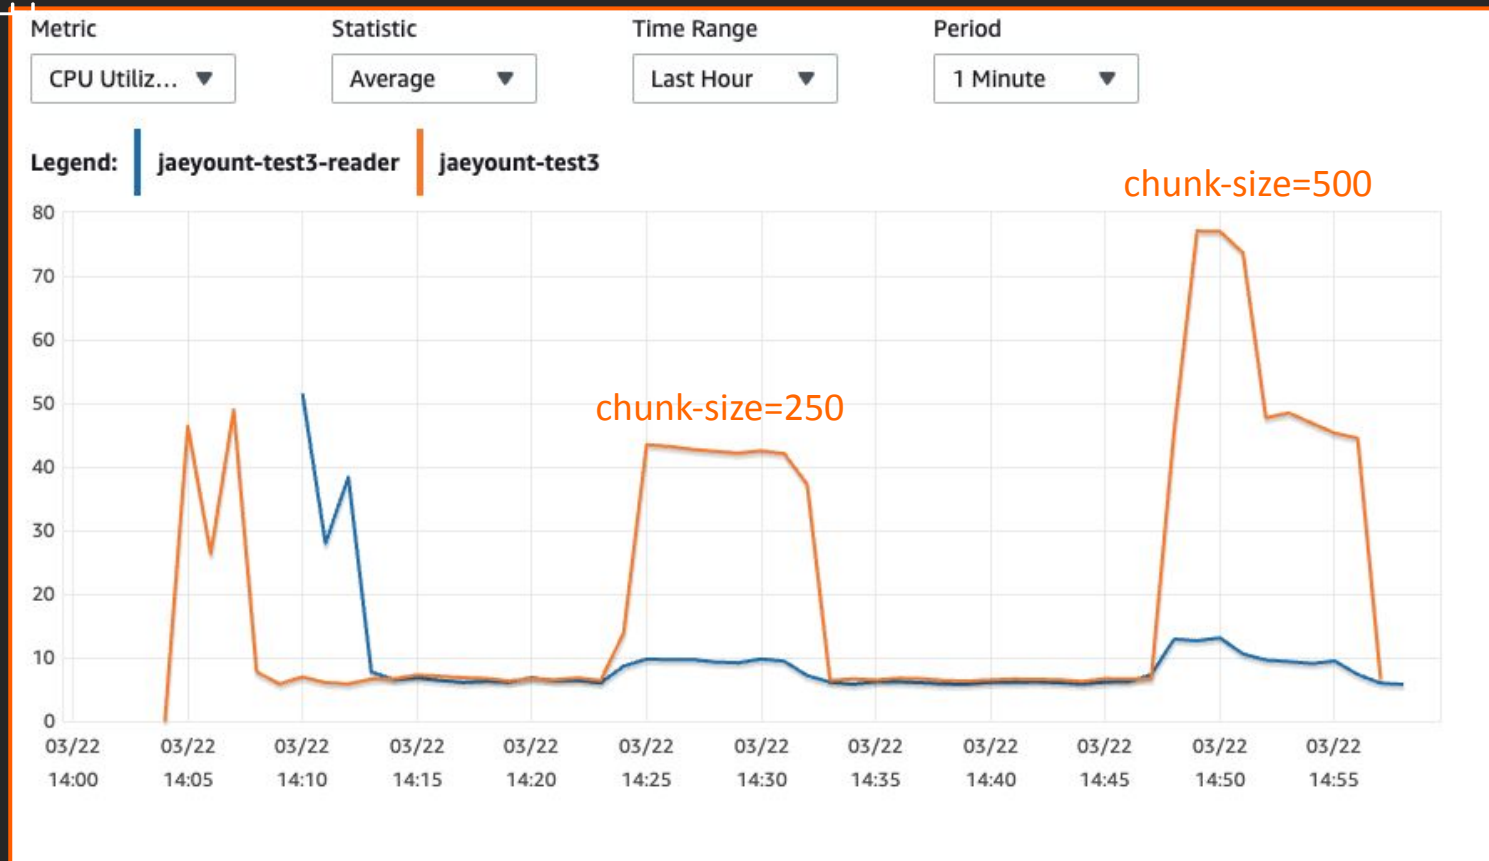 Metric Statistic Time Range Period
CPU Utiliz... Average Last Hour 1 Minute
Legend: jaeyount-test3-reader jaeyount-test3
chunk-size=500
80
70
60
50
chunk-size=250
40
30
20
10
0
03/22 03/22 03/22 03/22 03/22 03/22 03/22 03/22 03/22 03/22 03/22 03/22
14:00 14:05 14:10 14:15 14:20 14:25 14:30 14:35 14:40 14:45 14:50 14:55